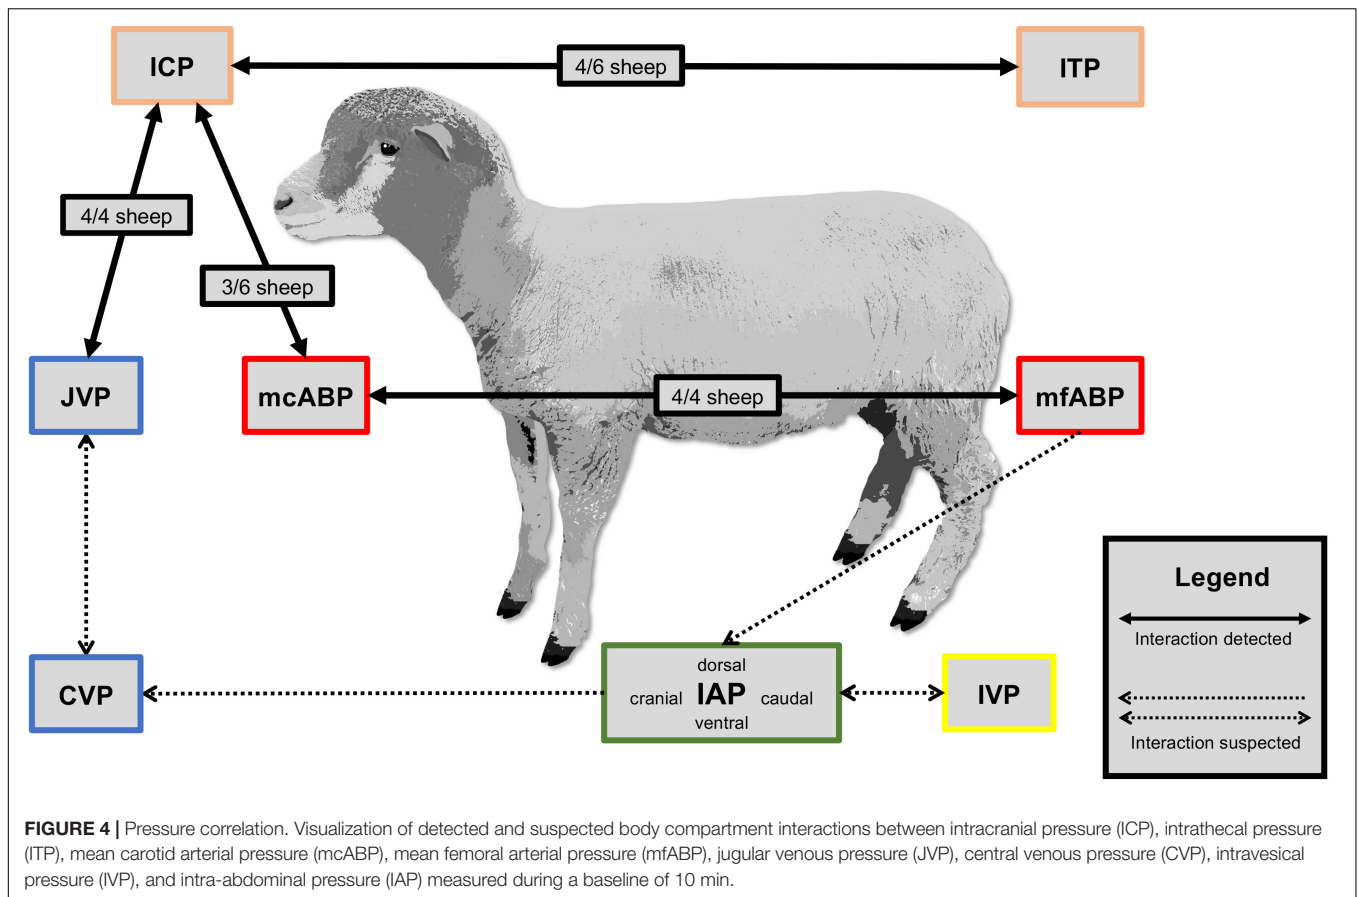 ICP
4/6 sheep
ITP
4/4 sheep
3/6 sheep
JVP
mcABP
4/4 sheep
mfABP
Legend
Interaction detected
Interaction suspected
CVP
dorsal
cranial IAP caudal
ventral
IVP
FIGURE 4 | Pressure correlation. Visualization of detected and suspected body compartment interactions between intracranial pressure (ICP), intrathecal pressure
(ITP), mean carotid arterial pressure (mcABP), mean femoral arterial pressure (mfABP), jugular venous pressure (JVP), central venous pressure (CVP), intravesical
pressure (IVP), and intra-abdominal pressure (IAP) measured during a baseline of 10 min.